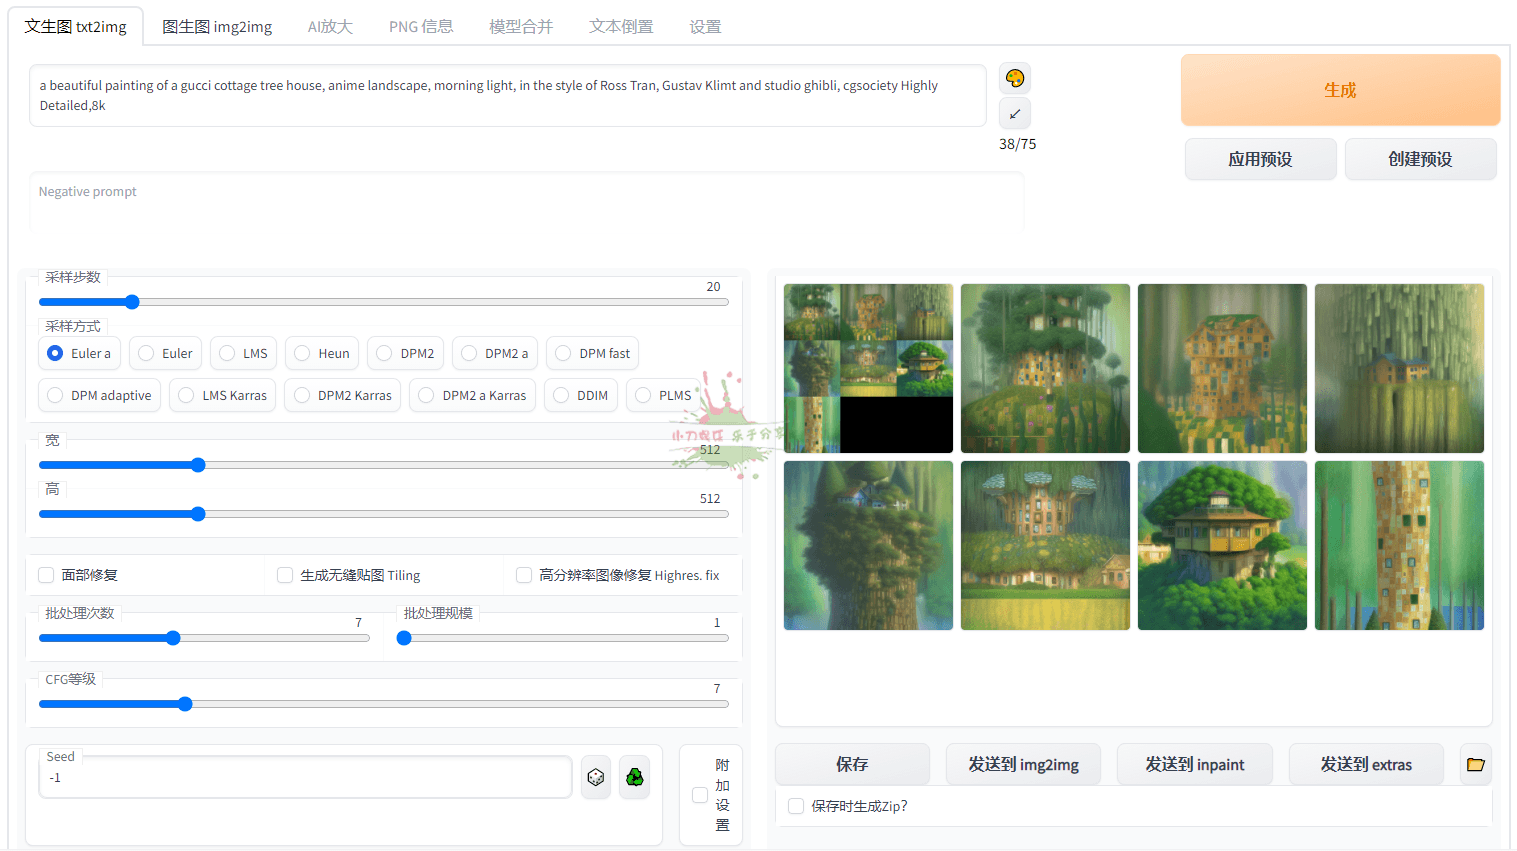 文生图 txt2img
图生图 img2img
AI放大
PNG 信息
模型合并
文本倒置
设置
a beautiful painting of a gucci cottage tree house, anime landscape, morning light, in the style of Ross Tran, Gustav Klimt and studio ghibli, cgsociety Highly
Detailed,8k
38/75
生成
应用预设
创建预设
Negative prompt
采样步数
20
采样方式
Euler a
Euler
LMS
Heun
DPM2
DPM2 a
DPM fast
DPM adaptive
LMS Karras
DPM2 Karras
DPM2 a Karras
DDIM
PLMS
小刀娱乐 乐于分享
宽
512
高
512
面部修复
生成无缝贴图 Tiling
高分辨率图像修复 Highres. fix
批处理次数
7
批处理规模
1
CFG等级
7
Seed
-1
附
加
设
置
保存
发送到 img2img
发送到 inpaint
发送到 extras
保存时生成Zip?